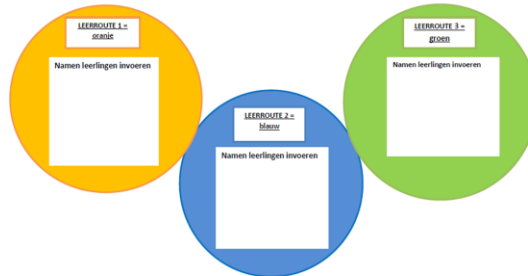 LEERROUTE 1 =
oranje
Namen leerlingen invoeren
LEERROUTE 2 =
blauw
Namen leerlingen invoeren
LEERROUTE 3 =
groen
Namen leerlingen invoeren